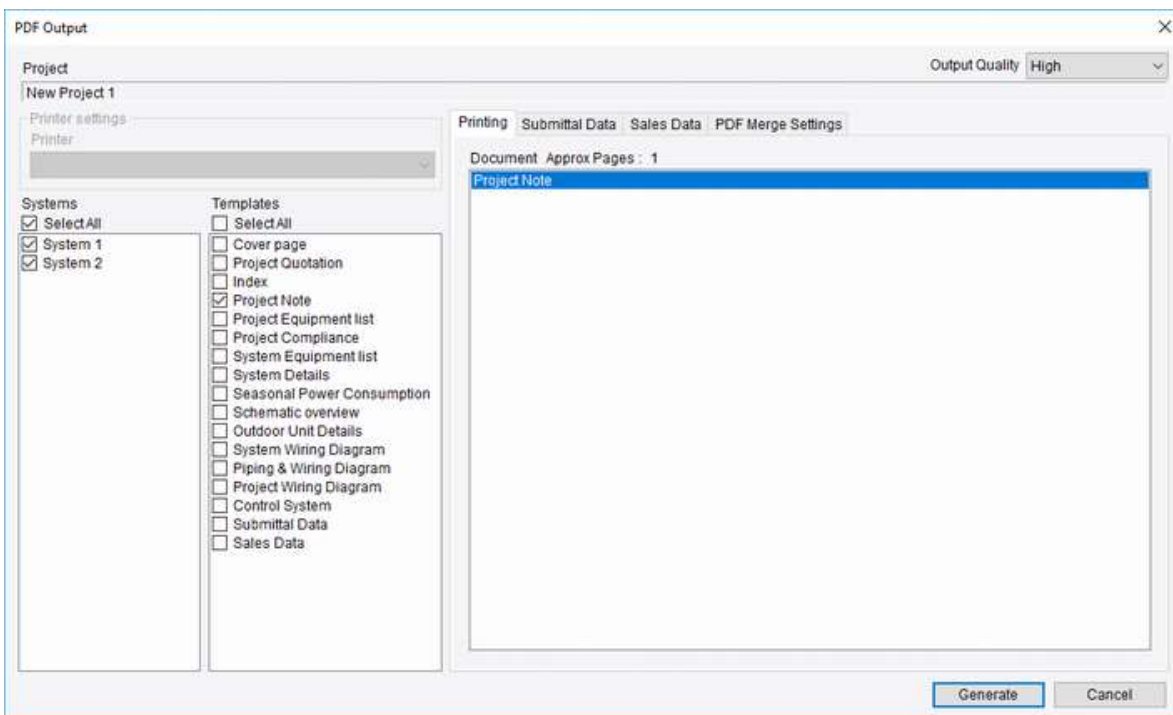 PDF Output
Project
Output Quality High
New Project 1
Printer settings
Printer
Systems
Select All
System 1
System 2
Templates
Select All
Cover page
Project Quotation
Index
Project Note
Project Equipment list
Project Compliance
System Equipment list
System Details
Seasonal Power Consumption
Schematic overview
Outdoor Unit Details
System Wiring Diagram
Piping & Wiring Diagram
Project Wiring Diagram
Control System
Submittal Data
Sales Data
Printing Submittal Data Sales Data PDF Merge Settings
Document Approx Pages : 1
Project Note
Generate Cancel